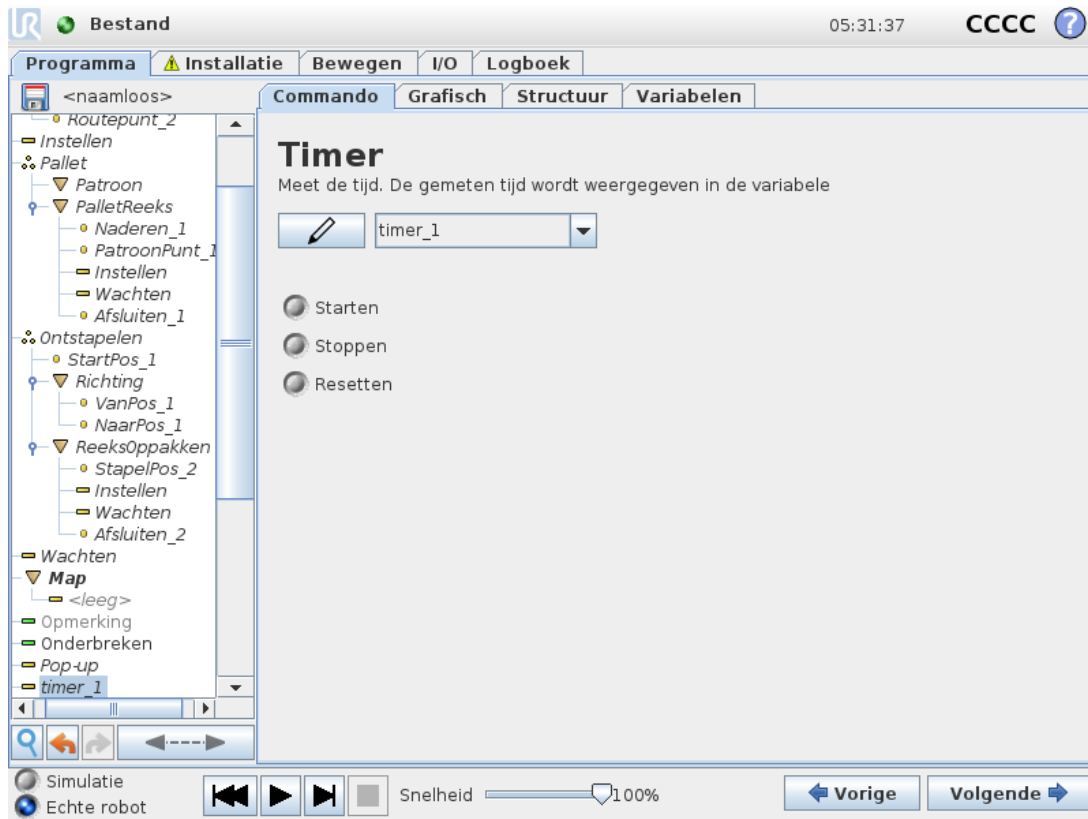 UR Bestand 05:31:37 CCCC ?
Programma Installatie Bewegen I/O Logboek
<naamloos>
Commando Grafisch Structuur Variabelen
Routepunt_2
Instellen
Pallet
Patroon
PalletReeks
Naderen_1
PatroonPunt_1
Instellen
Wachten
Afsluiten_1
Ontstapelen
StartPos_1
Richting
VanPos_1
NaarPos_1
ReeksOppakken
StapelPos_2
Instellen
Wachten
Afsluiten_2
Wachten
Map
<leeg>
Opmerking
Onderbreken
Pop-up
timer_1
Timer
Meet de tijd. De gemeten tijd wordt weergegeven in de variabele
timer_1
Starten
Stoppen
Resetten
Simulatie
Echte robot
Snelheid 100%
Vorige
Volgende